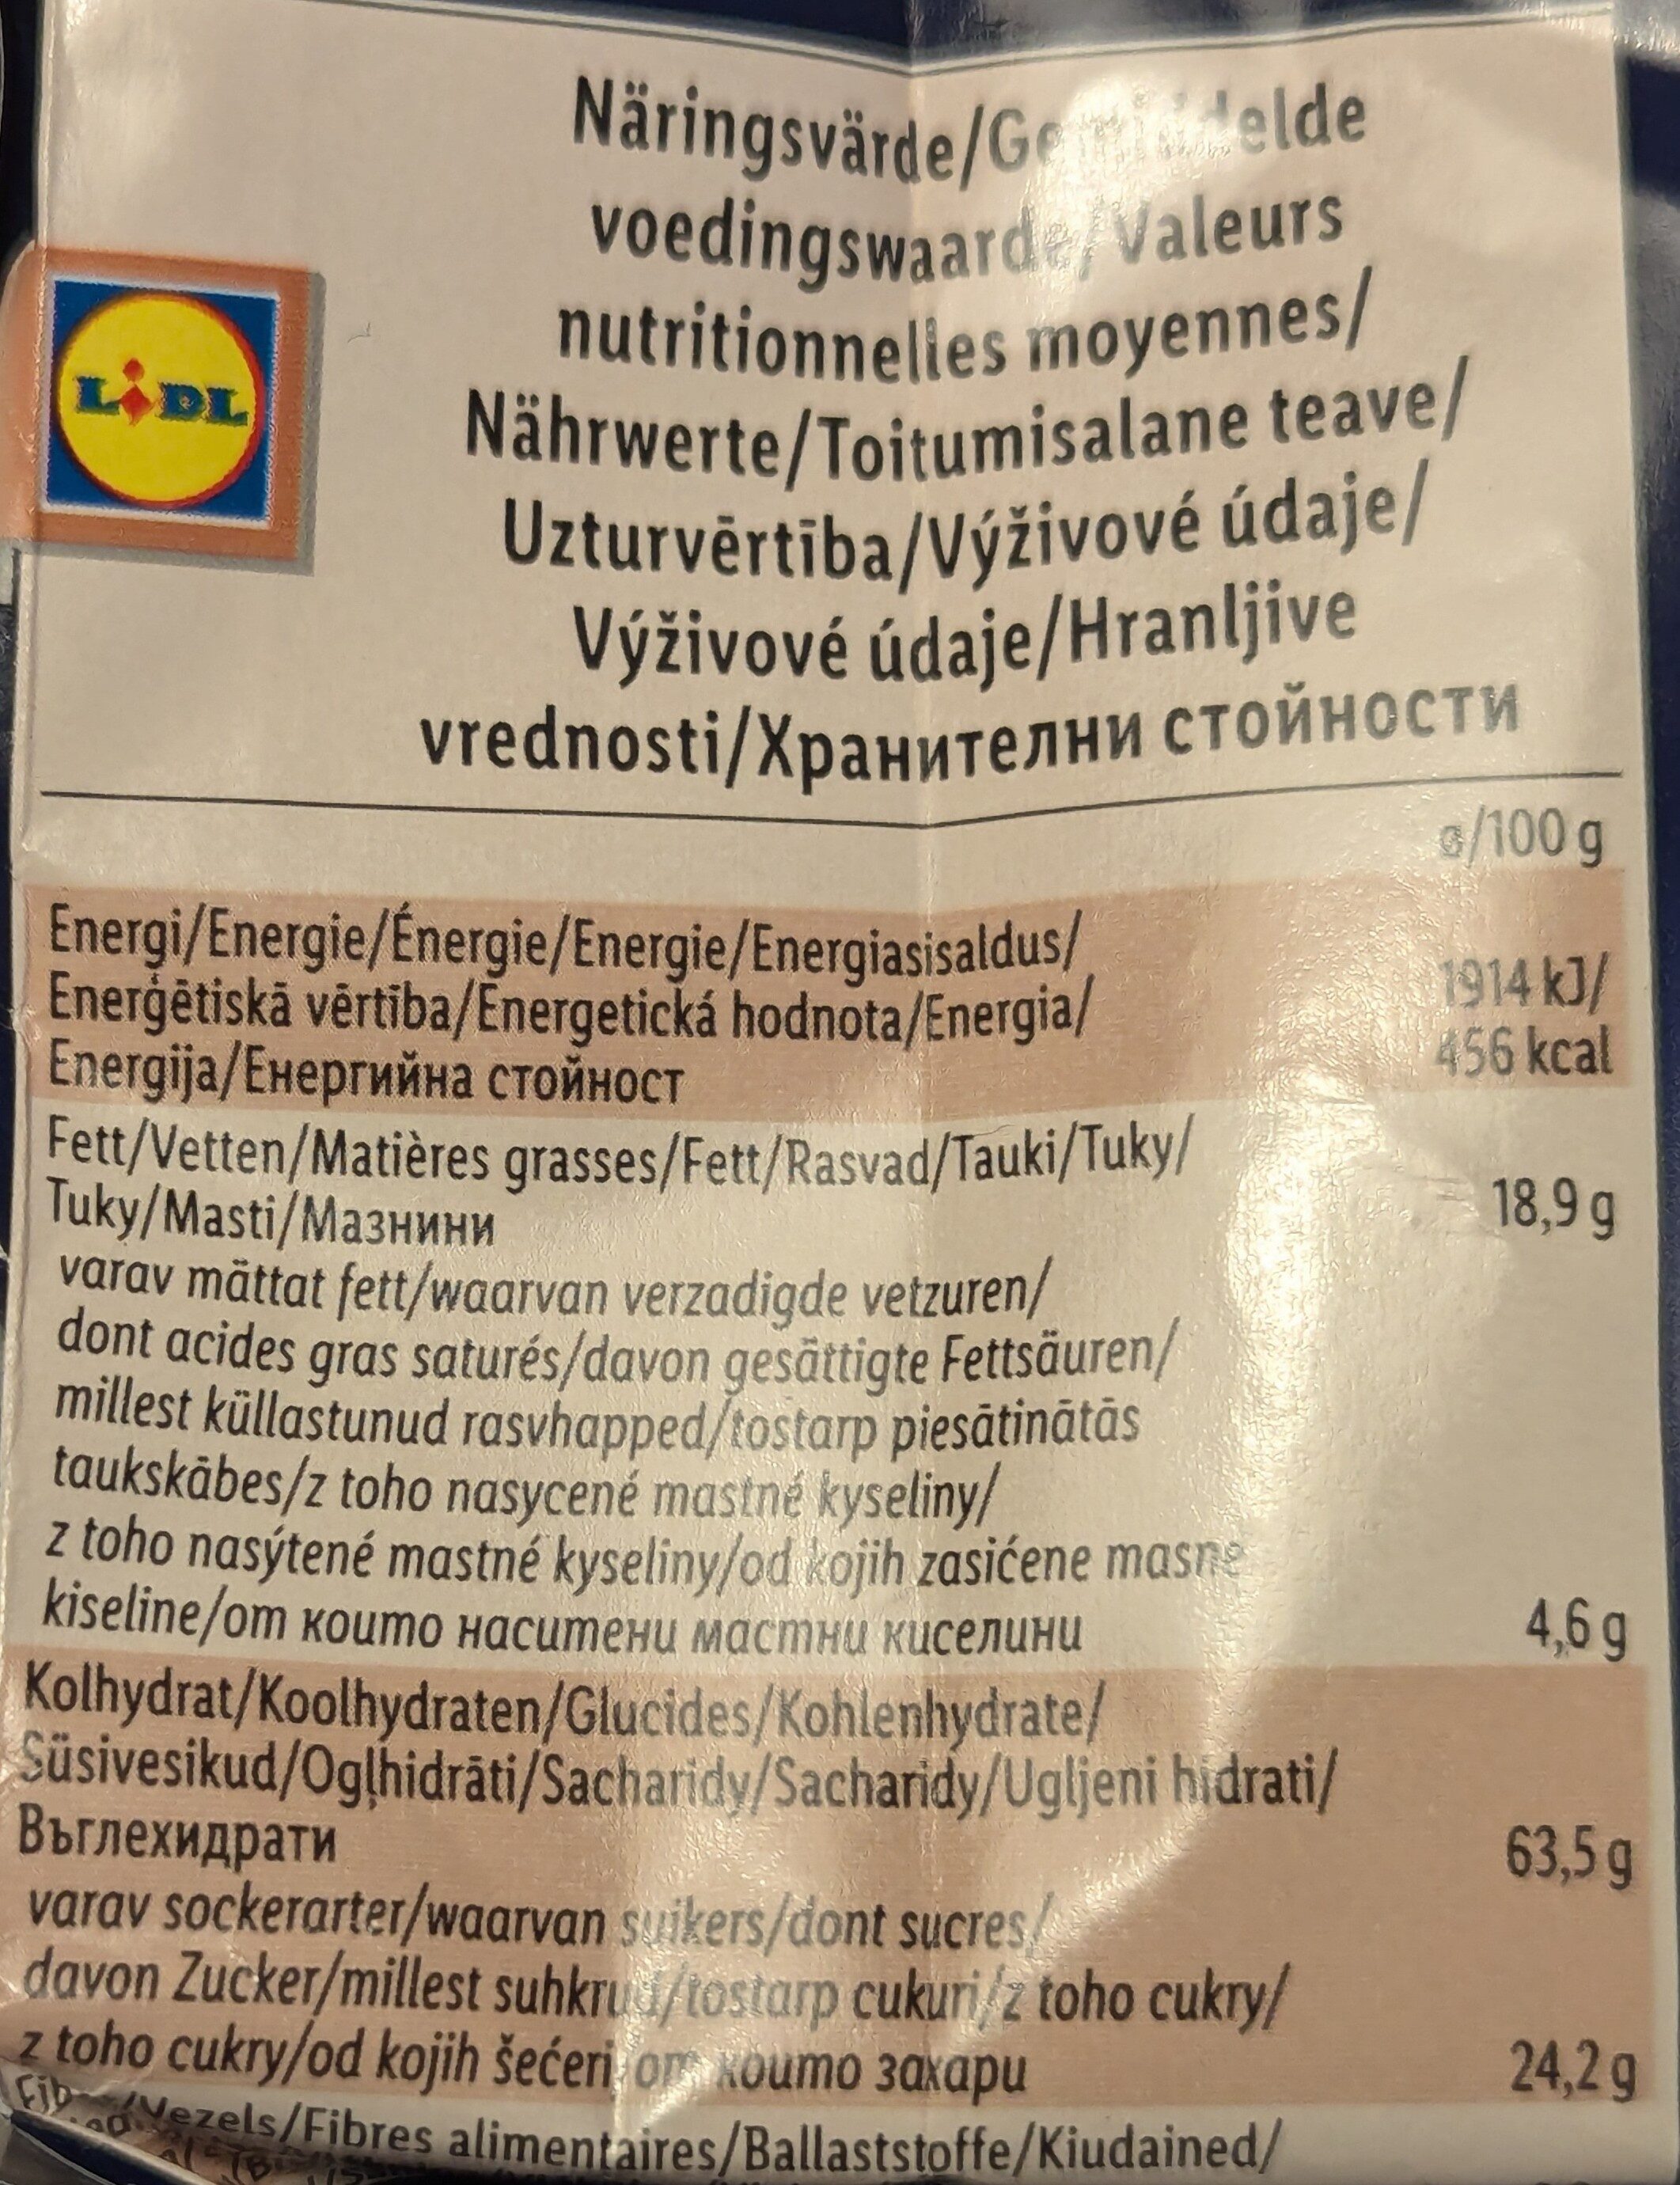 Näringsvärde/Gemiddelde
voedingswaarde/Valeurs
nutritionnelles moyennes/
LIDL
Nährwerte/Toitumisalane teave/
Uzturvērtība/Výživové údaje/
Výživové údaje/Hranljive
vrednosti/Хранителни стойности
ø/100 g
Energi/Energie/Énergie/Energie/Energiasisaldus/
Enerģētiskā vērtība/Energetická hodnota/Energia/
Energija/Енергийна стойност
1914 kJ/
456 kcal
Fett/Vetten/Matières grasses/Fett/Rasvad/Tauki/Tuky/
Tuky/Masti/Мазнини
18,9 g
varav mättat fett/waarvan verzadigde vetzuren/
dont acides gras saturés/davon gesättigte Fettsäuren/
millest küllastunud rasvhapped/tostarp piesātinātās
taukskābes/z toho nasycené mastné kyseliny/
z toho nasýtené mastné kyseliny/od kojih zasićene masne
kiseline/от които наситени мастни киселини 4,6 g
Kolhydrat/Koolhydraten/Glucides/Kohlenhydrate/
Süsivesikud/Ogļhidrāti/Sacharidy/Sacharidy/Ugljeni hidrati/
Въглехидрати 63,5 g
varav sockerarter/waarvan suikers/dont sucres/
davon Zucker/millest suhkrud/tostarp cukuri/z toho cukry/
z toho cukry/od kojih šećeri/от които захари 24,2 g
/Vezels/Fibres alimentaires/Ballaststoffe/Kiudained/